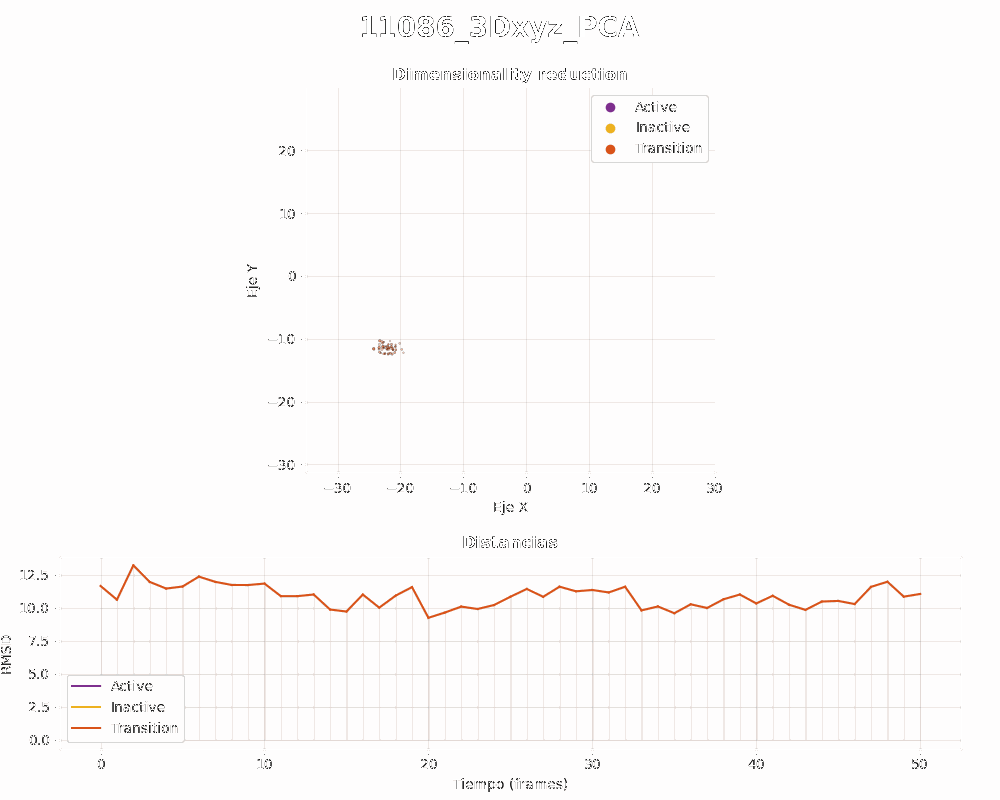 11086_3Dxyz_PCA
Dimensionality reduction
Active
Inactive
Transition
20
10
0
−10
−20
−30
Eje Y
−30 −20 −10 0 10 20 30
Eje X
Distancias
12.5
10.0
7.5
5.0
2.5
0.0
RMSD
Active
Inactive
Transition
0 10 20 30 40 50
Tiempo (frames)